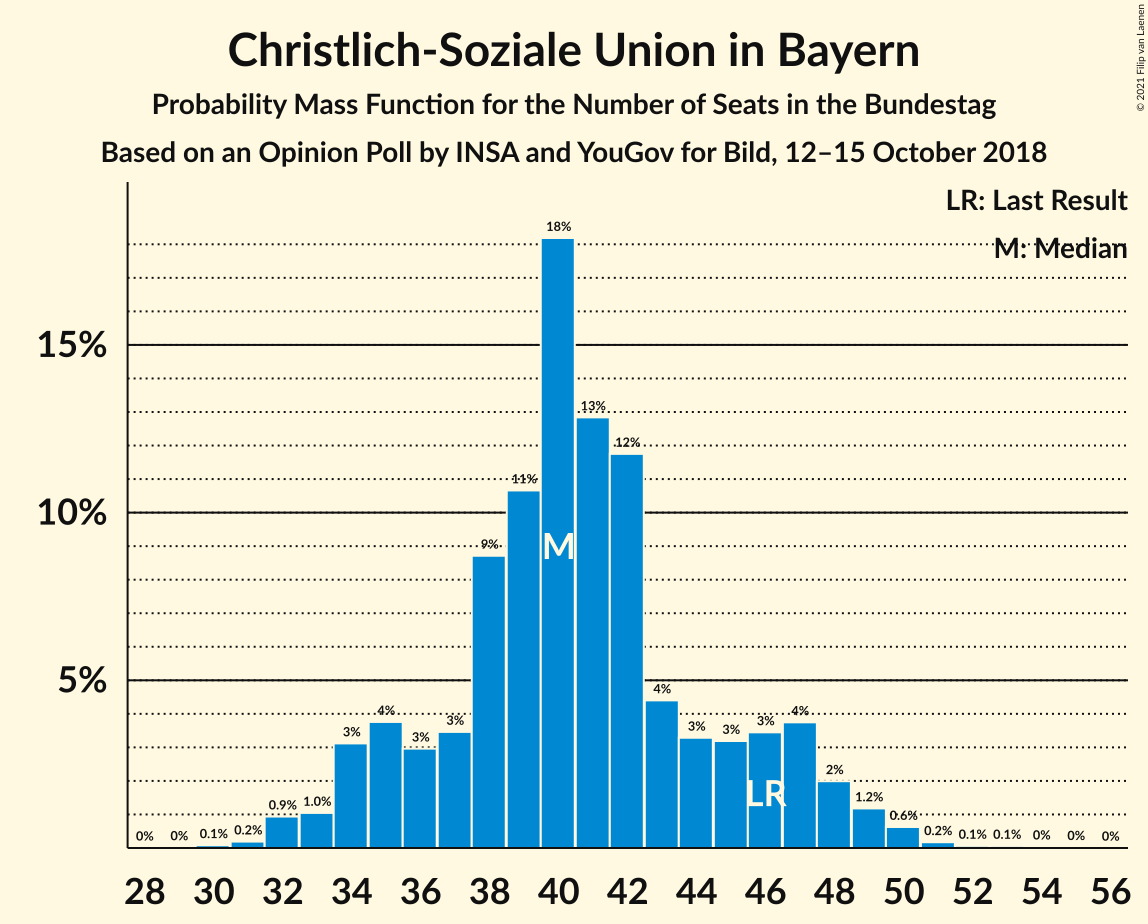 Christlich-Soziale Union in Bayern
Probability Mass Function for the Number of Seats in the Bundestag
Based on an Opinion Poll by INSA and YouGov for Bild, 12–15 October 2018
© 2021 Filip van Laenen
LR: Last Result
M: Median
15%
10%
5%
0% 0% 0.1% 0.2% 0.9% 1.0% 3% 4% 3% 3% 9% 11% 18% 13% 12% 4% 3% 3% 3% 4% 2% 1.2% 0.6% 0.2% 0.1% 0.1% 0% 0% 0%
M
LR
28 30 32 34 36 38 40 42 44 46 48 50 52 54 56